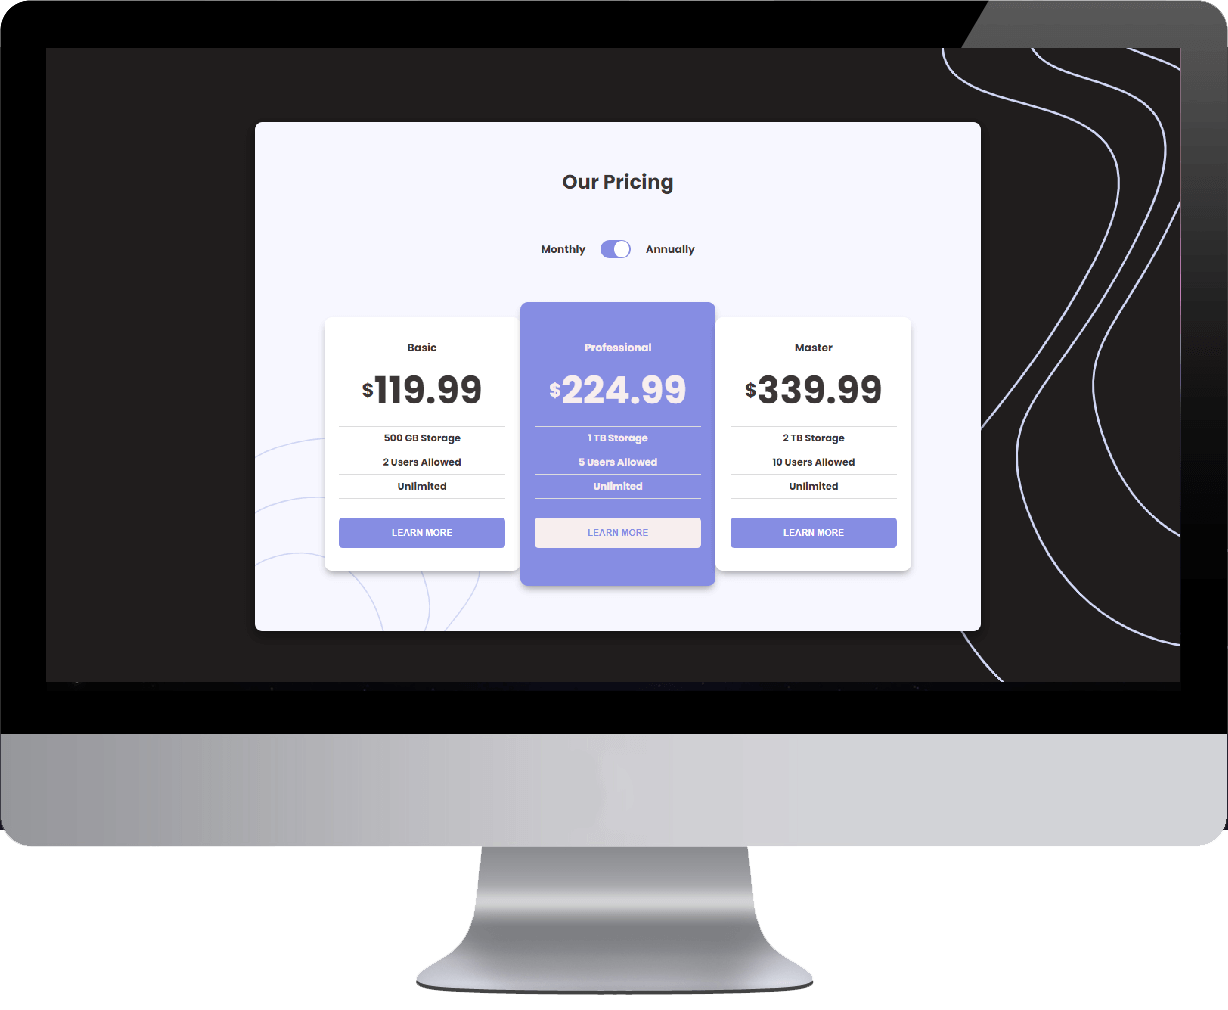 Our Pricing
Monthly Annually
Basic
$119.99
500 GB Storage
2 Users Allowed
Unlimited
LEARN MORE
Professional
$224.99
1 TB Storage
5 Users Allowed
Unlimited
LEARN MORE
Master
$339.99
2 TB Storage
10 Users Allowed
Unlimited
LEARN MORE